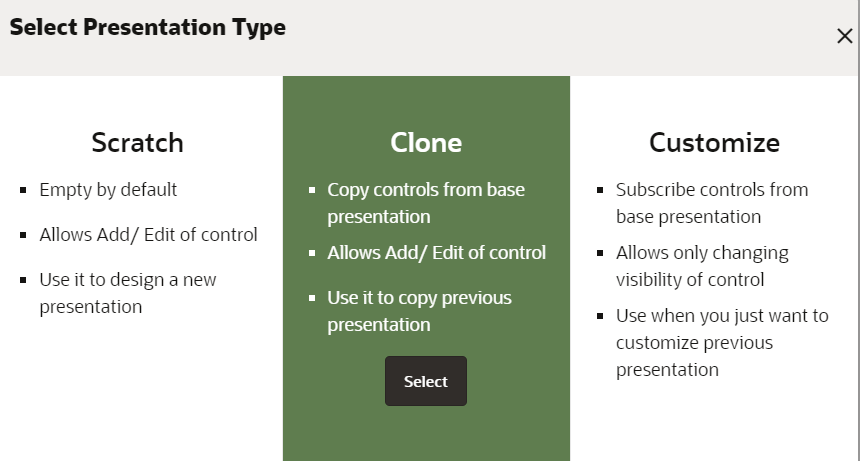 Select Presentation Type
Scratch
Empty by default
Allows Add/ Edit of control
Use it to design a new
presentation
Clone
Copy controls from base
presentation
Allows Add/ Edit of control
Use it to copy previous
presentation
Select
Customize
Subscribe controls from
base presentation
Allows only changing
visibility of control
Use when you just want to
customize previous
presentation